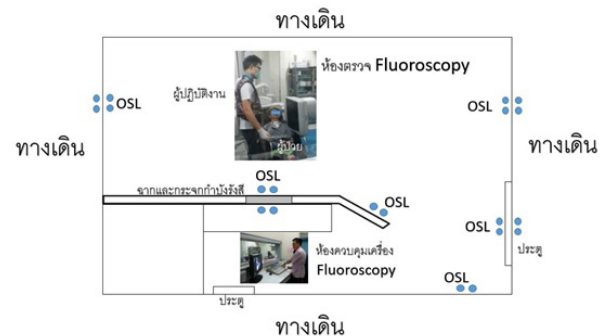 ทางเดิน
ห้องตรวจ Fluoroscopy
ผู้ปฏิบัติงาน
OSL
OSL
ทางเดิน
ทางเดิน
ผู้ป่วย
OSL
ฉากและกระจกกำบังรังสี
OSL
OSL
ห้องควบคุมเครื่อง
Fluoroscopy
ประตู
OSL
ประตู
ทางเดิน